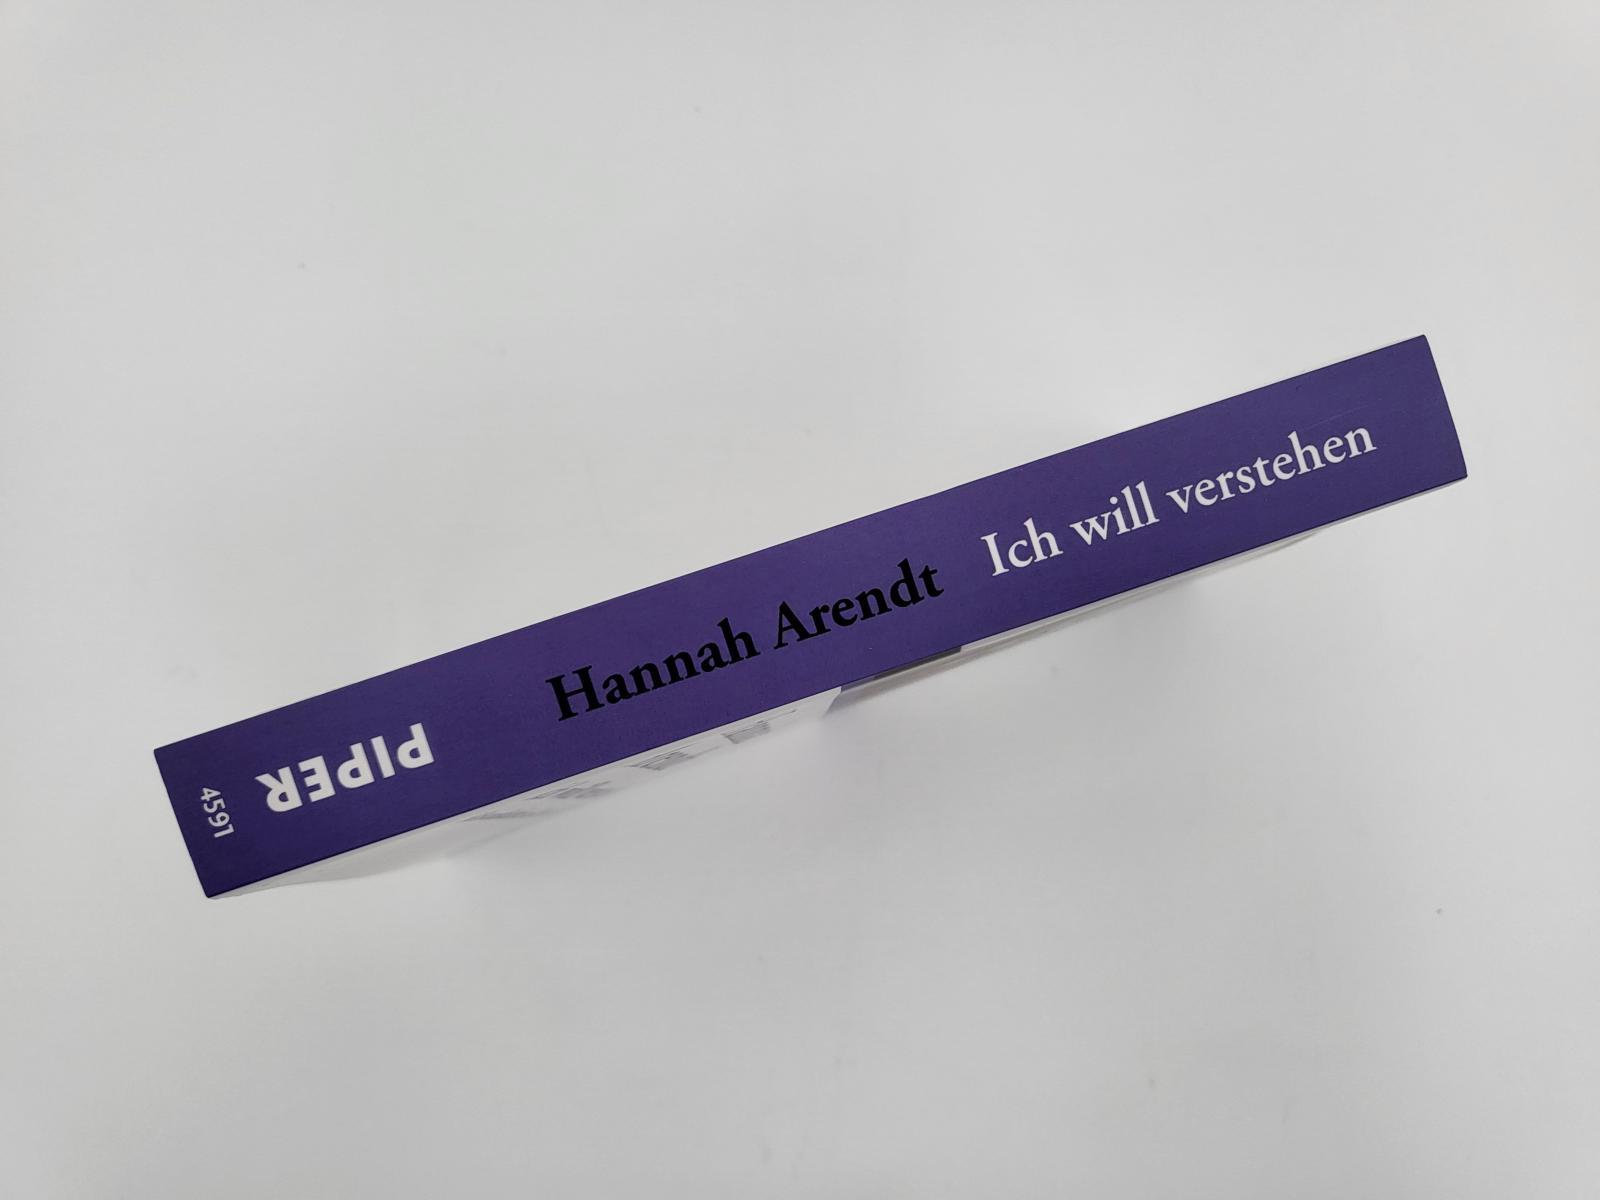 Hannah Arendt Ich will verstehen
PIPER
4591